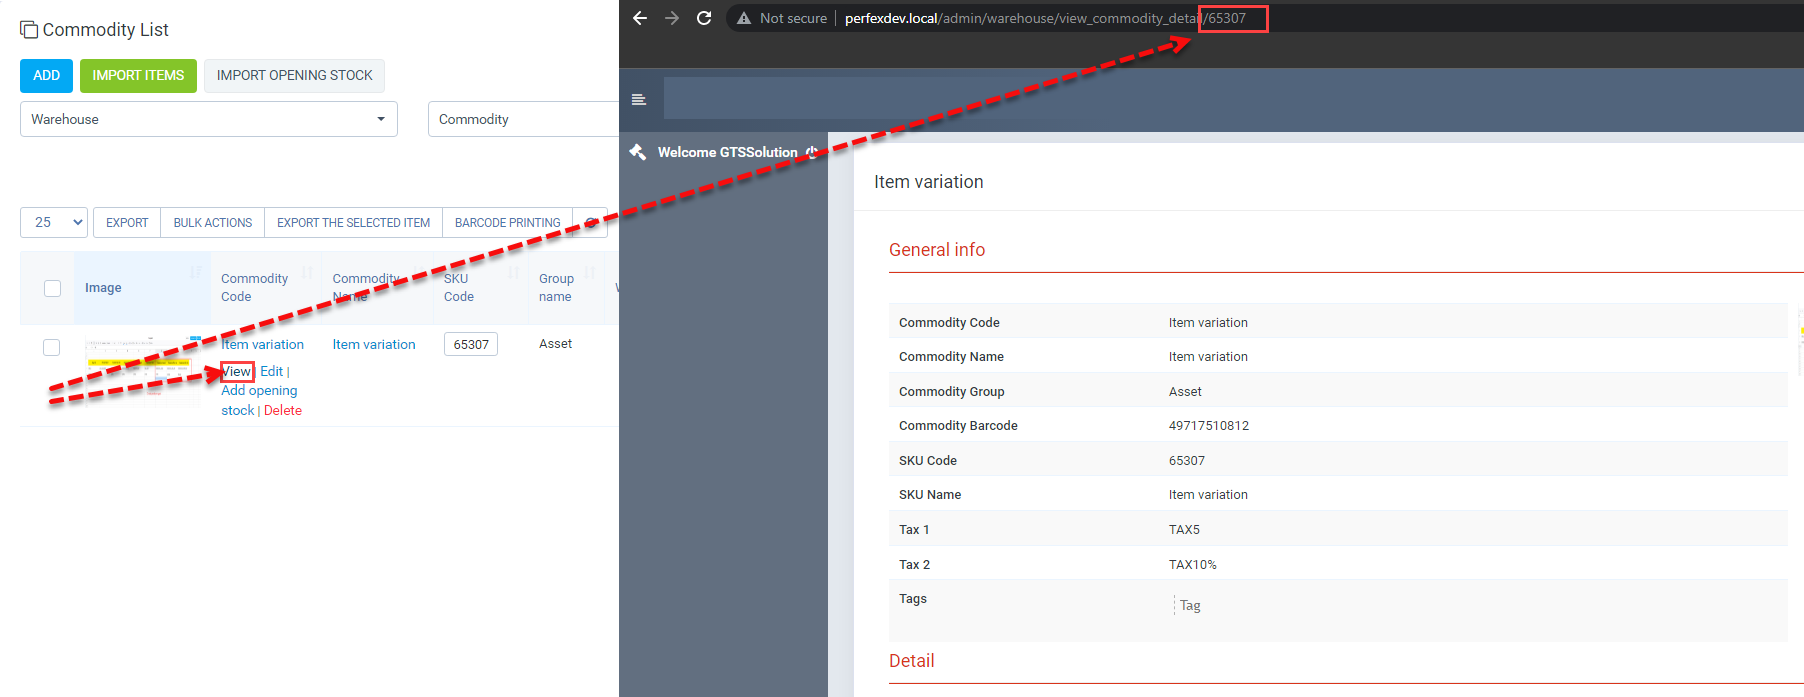 Commodity List
ADD IMPORT ITEMS IMPORT OPENING STOCK
Warehouse Commodity
25 EXPORT BULK ACTIONS EXPORT THE SELECTED ITEM BARCODE PRINTING
Image Commodity Code Commodity Name SKU Code Group name
Item variation Item variation 65307 Asset
View | Edit |
Add opening
stock | Delete
Not secure perfexdev.local/admin/warehouse/view_commodity_detail/65307
Welcome GTSSolution
Item variation
General info
Commodity Code Item variation
Commodity Name Item variation
Commodity Group Asset
Commodity Barcode 49717510812
SKU Code 65307
SKU Name Item variation
Tax 1 TAX5
Tax 2 TAX10%
Tags Tag
Detail